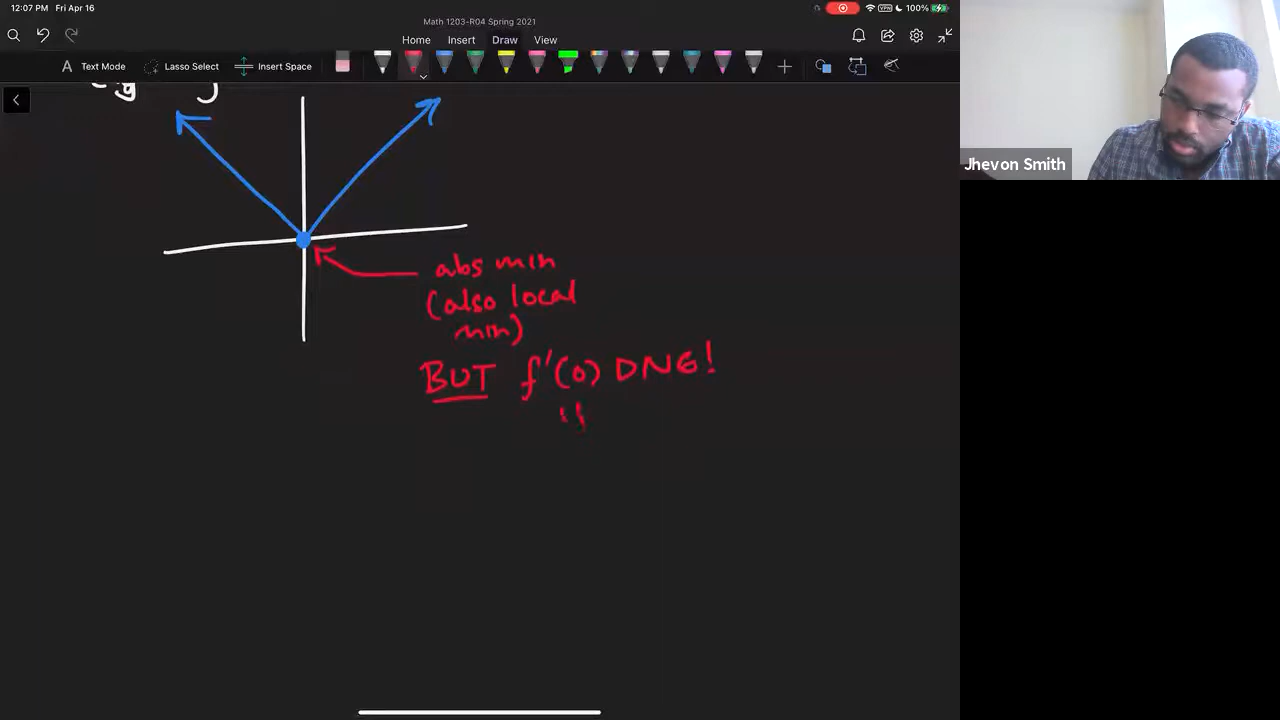 12:07 PM Fri Apr 16
100%
Math 1203-R04 Spring 2021
Home Insert Draw View
VPN
Text Mode Lasso Select Insert Space
Jhevon Smith
abs min
(also local
min)
BUT f'(0) DNE!